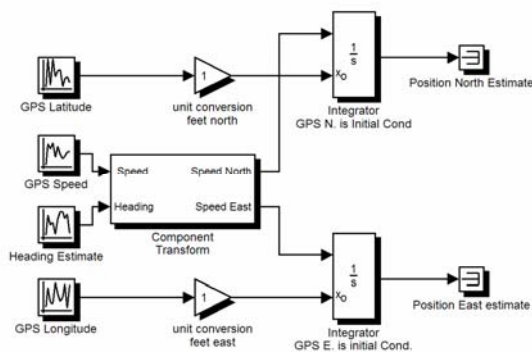 GPS Latitude
1
unit conversion
feet north
1
s
xo
Integrator
GPS N. is Initial Cond
Position North Estimate
GPS Speed
Heading Estimate
Speed
Heading
Speed North
Speed East
Component
Transform
GPS Longitude
1
unit conversion
feet east
1
s
xo
Integrator
GPS E. is initial Cond.
Position East estimate